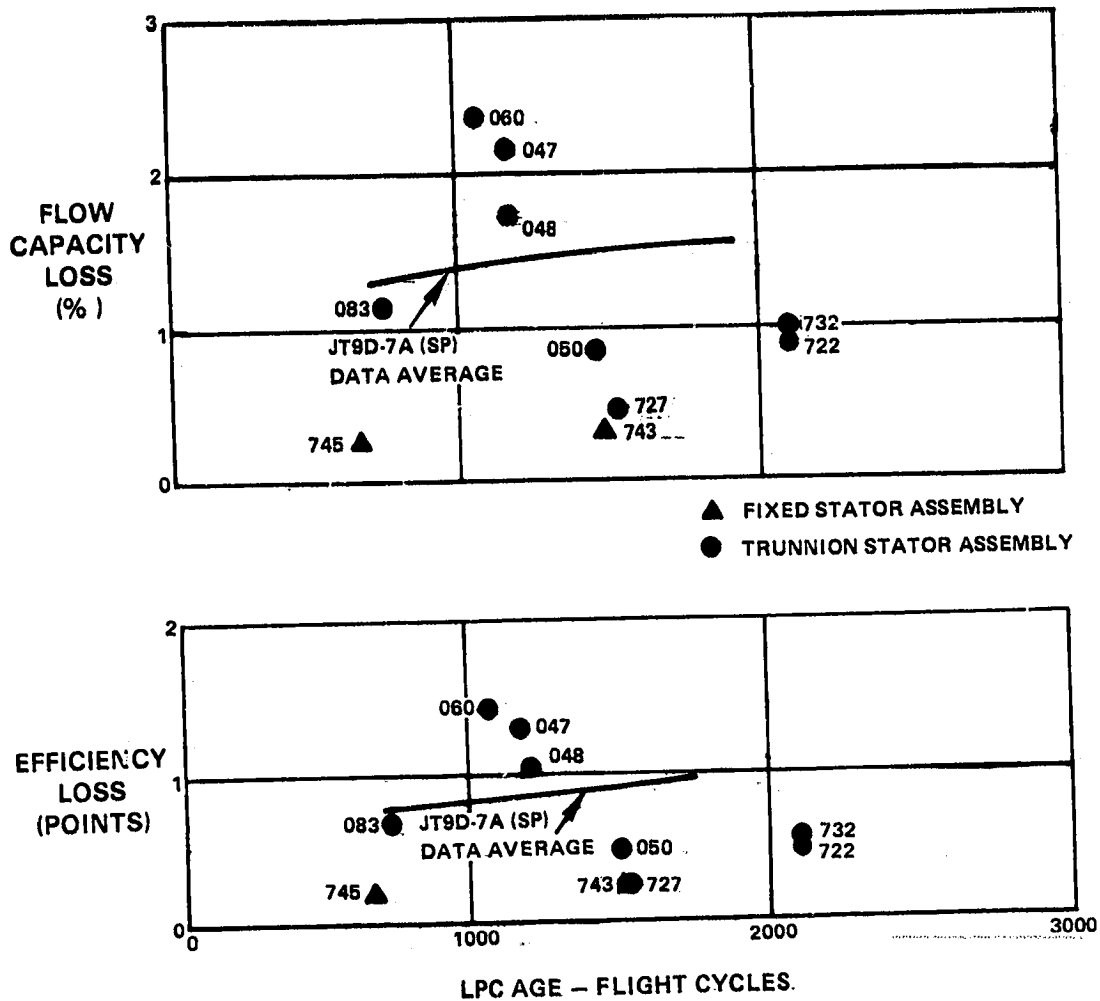 3
060
047
2
FLOW
CAPACITY
LOSS
(%)
048
083
732
1
722
JT9D-7A (SP)
DATA AVERAGE
050
727
743
745
0
FIXED STATOR ASSEMBLY
TRUNNION STATOR ASSEMBLY
2
060
047
048
EFFICIENCY
LOSS
(POINTS)
1
083
JT9D-7A (SP)
DATA AVERAGE
050
732
722
745
743
727
0
0
1000
2000
3000
LPC AGE – FLIGHT CYCLES.